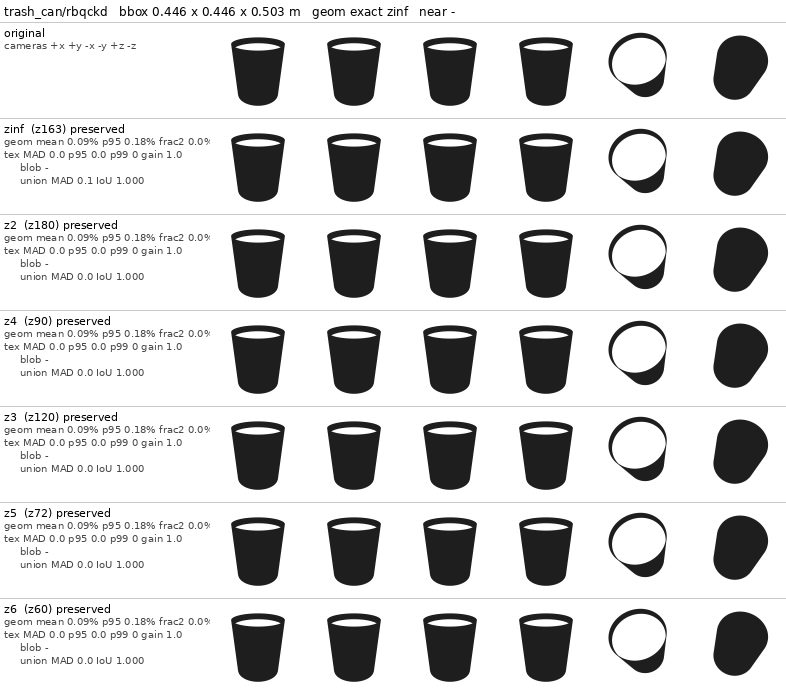 trash_can/rbqckd bbox 0.446 x 0.446 x 0.503 m geom exact zinf near -
original
cameras +x +y -x -y +z -z
zinf (z163) preserved
geom mean 0.09% p95 0.18% frac2 0.0%
tex MAD 0.0 p95 0.0 p99 0 gain 1.0
blob -
union MAD 0.1 IoU 1.000
z2 (z180) preserved
geom mean 0.09% p95 0.18% frac2 0.0%
tex MAD 0.0 p95 0.0 p99 0 gain 1.0
blob -
union MAD 0.0 IoU 1.000
z4 (z90) preserved
geom mean 0.09% p95 0.18% frac2 0.0%
tex MAD 0.0 p95 0.0 p99 0 gain 1.0
blob -
union MAD 0.0 IoU 1.000
z3 (z120) preserved
geom mean 0.09% p95 0.18% frac2 0.0%
tex MAD 0.0 p95 0.0 p99 0 gain 1.0
blob -
union MAD 0.0 IoU 1.000
z5 (z72) preserved
geom mean 0.09% p95 0.18% frac2 0.0%
tex MAD 0.0 p95 0.0 p99 0 gain 1.0
blob -
union MAD 0.0 IoU 1.000
z6 (z60) preserved
geom mean 0.09% p95 0.18% frac2 0.0%
tex MAD 0.0 p95 0.0 p99 0 gain 1.0
blob -
union MAD 0.0 IoU 1.000